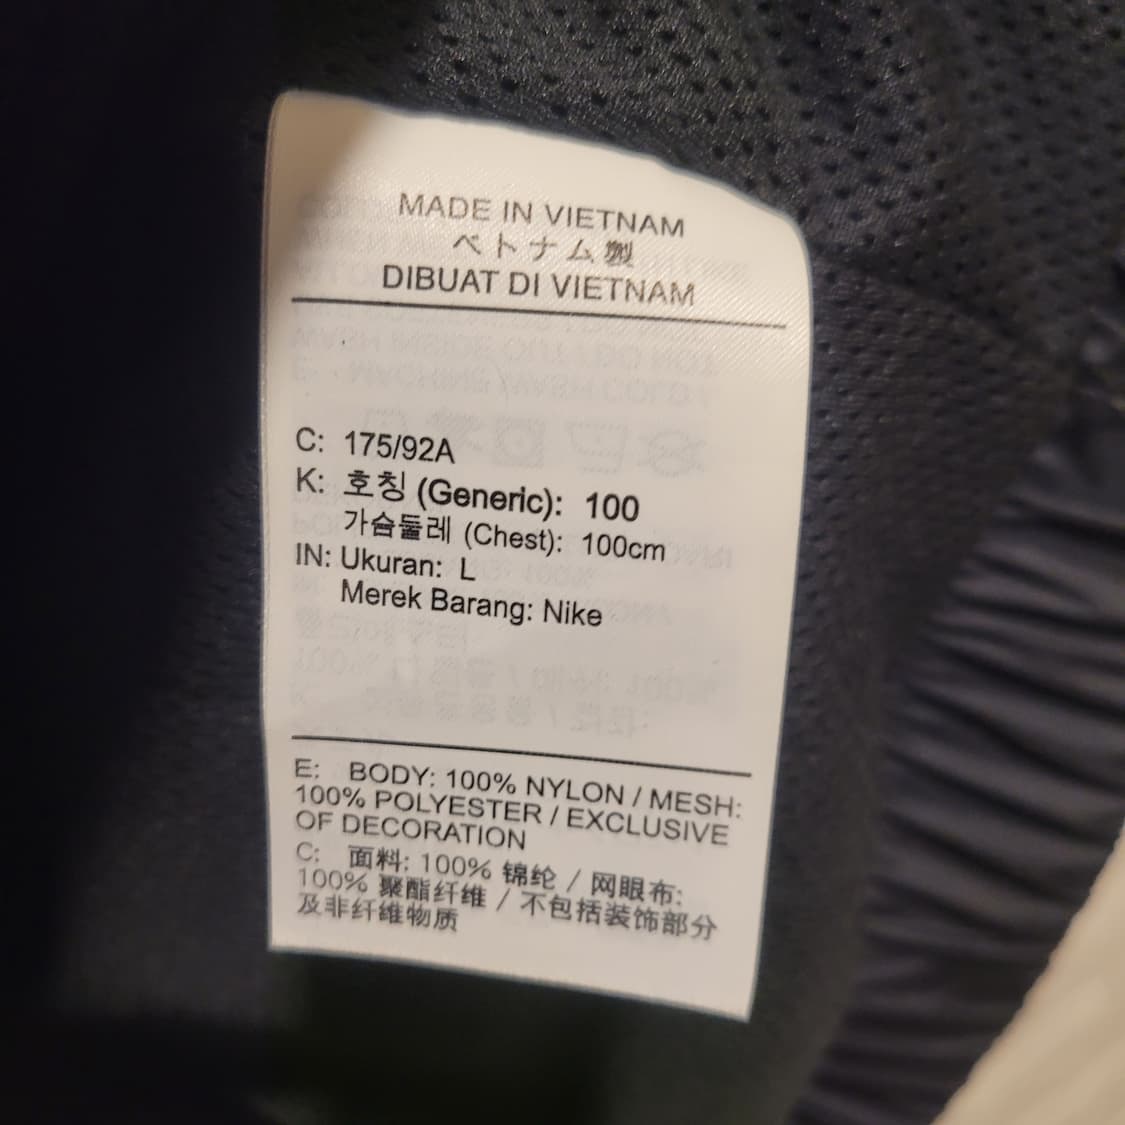 MADE IN VIETNAM
ベトナム製
DIBUAT DI VIETNAM
C: 175/92A
K: 호칭 (Generic): 100
가슴둘레 (Chest): 100cm
IN: Ukuran: L
Merek Barang: Nike
E: BODY: 100% NYLON / MESH:
100% POLYESTER / EXCLUSIVE
OF DECORATION
C: 面料: 100% 锦纶 / 网眼布:
100% 聚酯纤维 / 不包括装饰部分
及非纤维物质